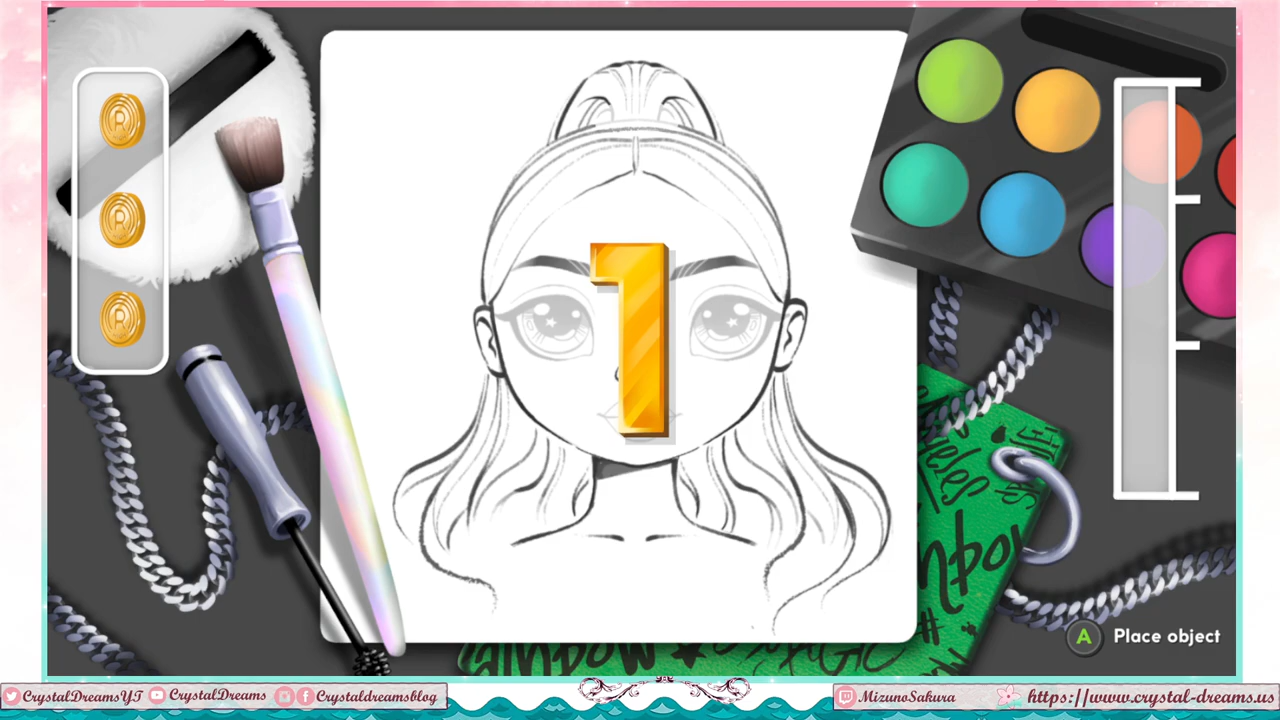 R
R
R
1
A Place object
CrystalDreamsYT CrystalDreams Crystaldreamsblog MizunoSakura https://www.crystal-dreams.us